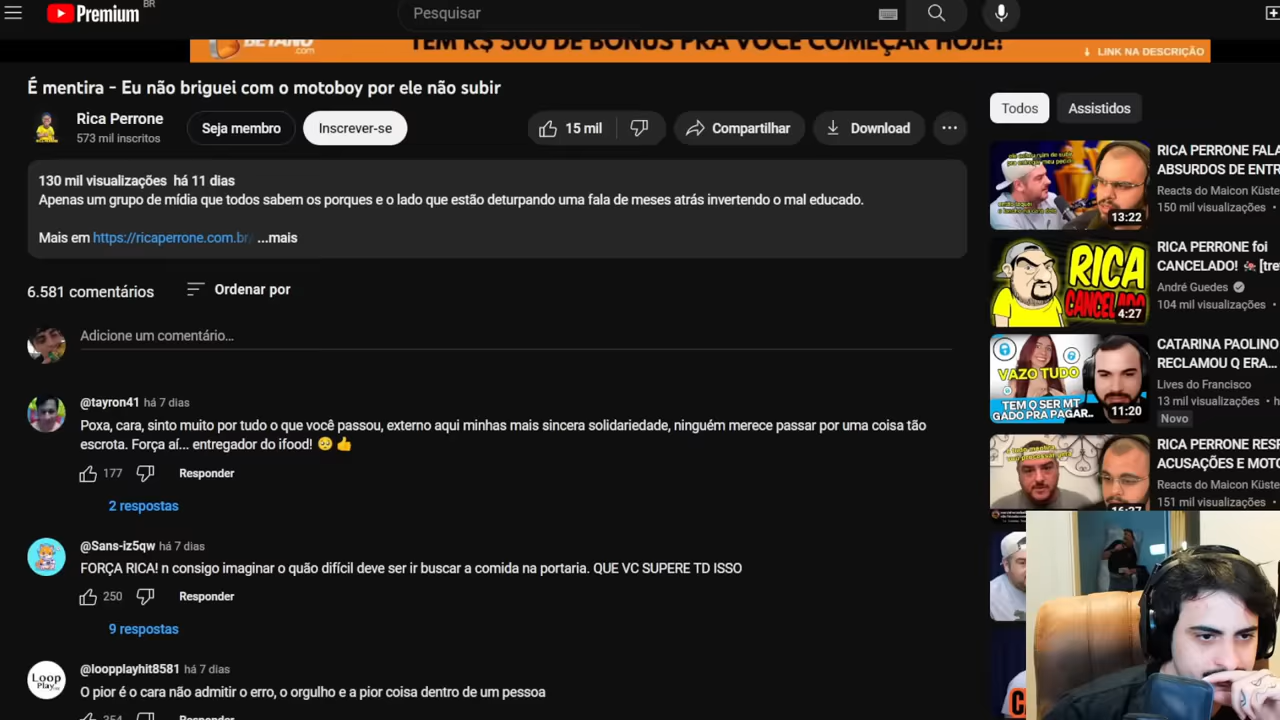 Premium BR
Pesquisar
BETANO.com
TEM R$ 500 DE BÔNUS PRA VOCÊ COMEÇAR HOJE!
LINK NA DESCRIÇÃO
É mentira - Eu não briguei com o motoboy por ele não subir
Rica Perrone
573 mil inscritos
Seja membro
Inscrever-se
15 mil
Compartilhar
Download
130 mil visualizações há 11 dias
Apenas um grupo de mídia que todos sabem os porques e o lado que estão deturpando uma fala de meses atrás invertendo o mal educado.
Mais em https://ricaperrone.com.br/ ...mais
6.581 comentários
Ordenar por
Adicione um comentário...
@tayron41 há 7 dias
Poxa, cara, sinto muito por tudo o que você passou, externo aqui minhas mais sincera solidariedade, ninguém merece passar por uma coisa tão
escrota. Força aí... entregador do ifood! 🥺 👍
177
Responder
2 respostas
@Sans-iz5qw há 7 dias
FORÇA RICA! n consigo imaginar o quão difícil deve ser ir buscar a comida na portaria. QUE VC SUPERE TD ISSO
250
Responder
9 respostas
@loopplayhit8581 há 7 dias
Loop
Play
O pior é o cara não admitir o erro, o orgulho e a pior coisa dentro de um pessoa
354
Responder
Todos
Assistidos
13:22
RICA PERRONE FALA
ABSURDOS DE ENTR
Reacts do Maicon Küste
150 mil visualizações •
RICA
CANCELADO
4:27
RICA PERRONE foi
CANCELADO! 🦟 [tre
André Guedes
104 mil visualizações •
VAZO TUDO
TEM Q SER MT
GADO PRA PAGAR..
11:20
CATARINA PAOLINO
RECLAMOU Q ERA...
Lives do Francisco
13 mil visualizações • h
Novo
16:27
RICA PERRONE RESP
ACUSAÇÕES E MOTO
Reacts do Maicon Küste
151 mil visualizações •